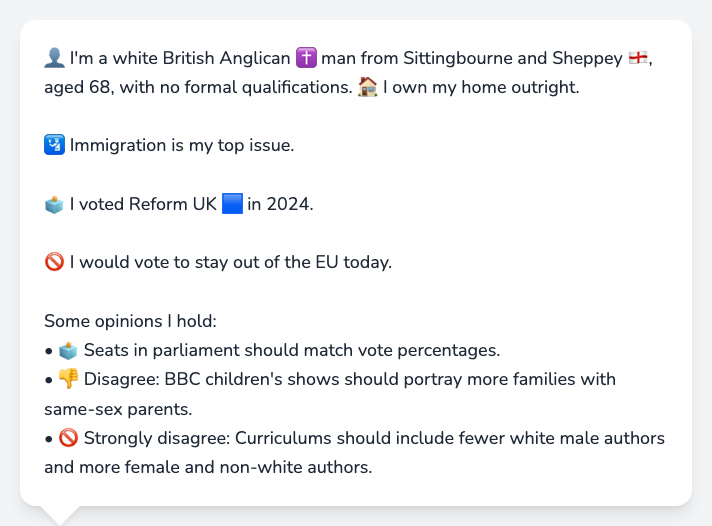 👤 I'm a white British Anglican ✝️ man from Sittingbourne and Sheppey 🏴󠁧󠁢󠁥󠁮󠁧󠁿,
aged 68, with no formal qualifications. 🏠 I own my home outright.
🛂 Immigration is my top issue.
🗳️ I voted Reform UK 🟦 in 2024.
🚫 I would vote to stay out of the EU today.
Some opinions I hold:
• 🗳️ Seats in parliament should match vote percentages.
• 👎 Disagree: BBC children's shows should portray more families with
same-sex parents.
• 🚫 Strongly disagree: Curriculums should include fewer white male authors
and more female and non-white authors.